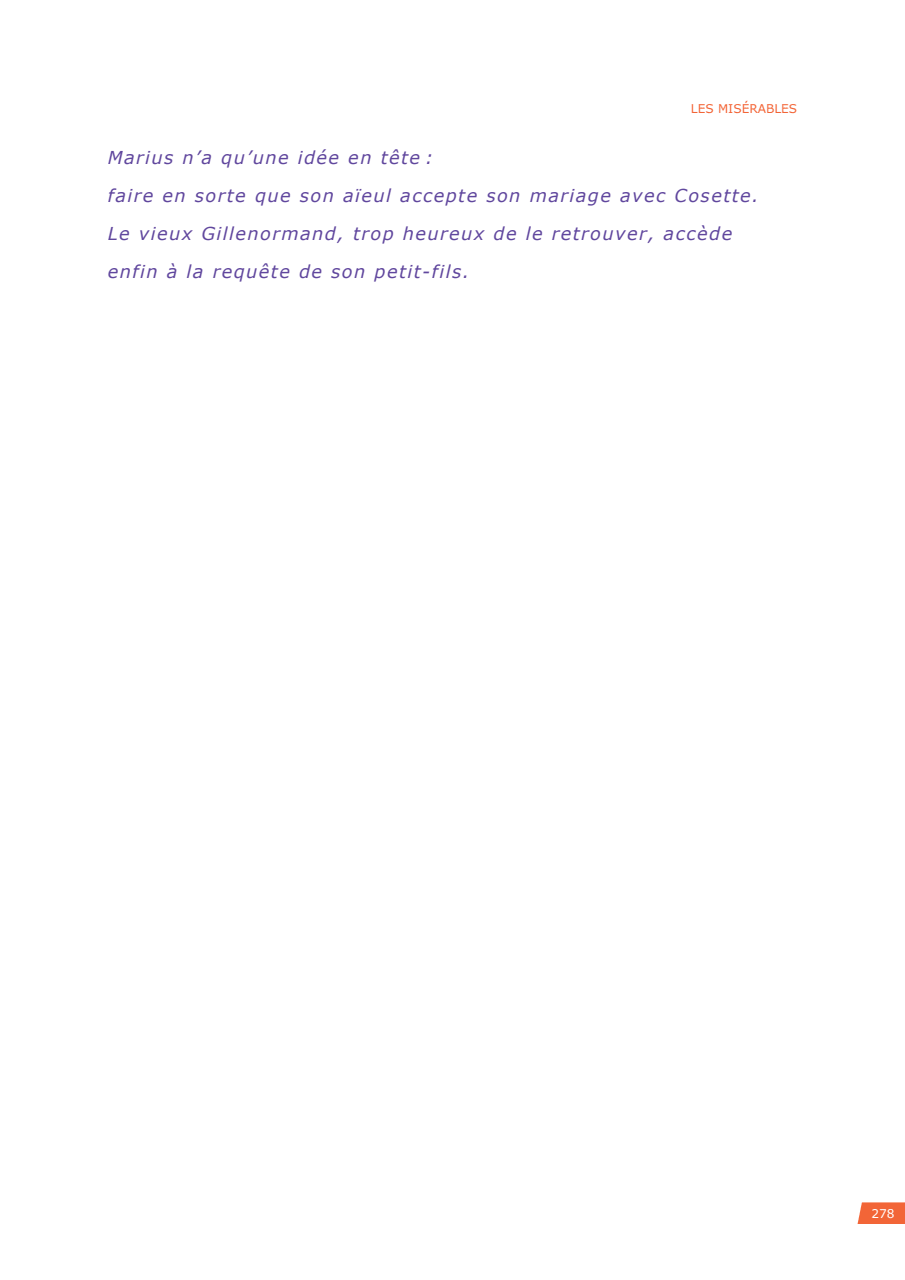 LES MISÉRABLES
Marius n’a qu’une idée en tête :
faire en sorte que son aïeul accepte son mariage avec Cosette.
Le vieux Gillenormand, trop heureux de le retrouver, accède
enfin à la requête de son petit-fils.
278